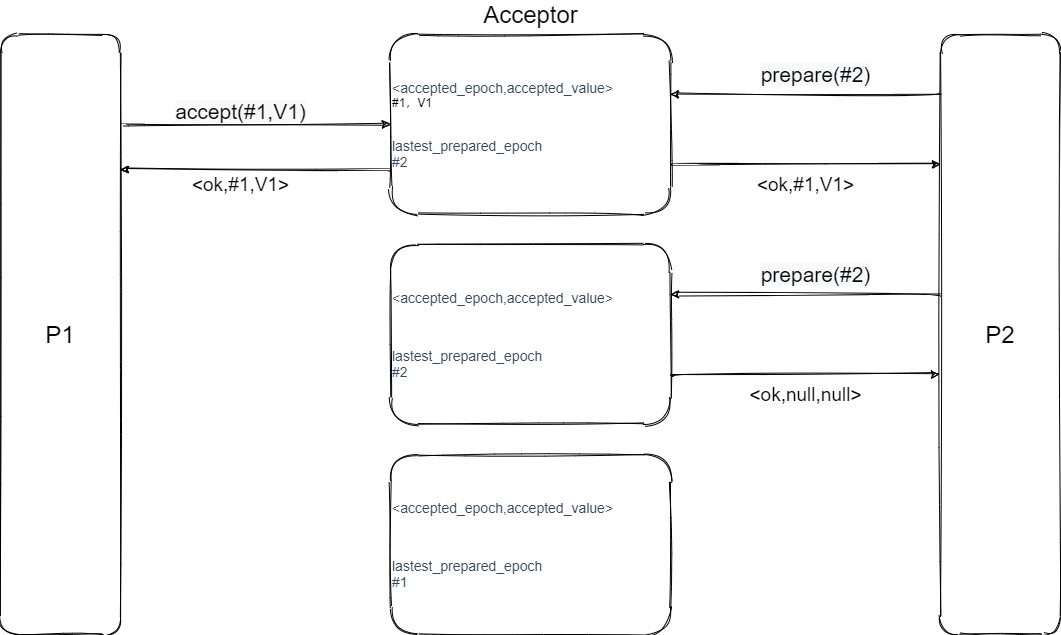 Acceptor
prepare(#2)
<accepted_epoch,accepted_value>
#1, V1
accept(#1,V1)
lastest_prepared_epoch
#2
<ok,#1,V1>
<ok,#1,V1>
prepare(#2)
<accepted_epoch,accepted_value>
P1
P2
lastest_prepared_epoch
#2
<ok,null,null>
<accepted_epoch,accepted_value>
lastest_prepared_epoch
#1